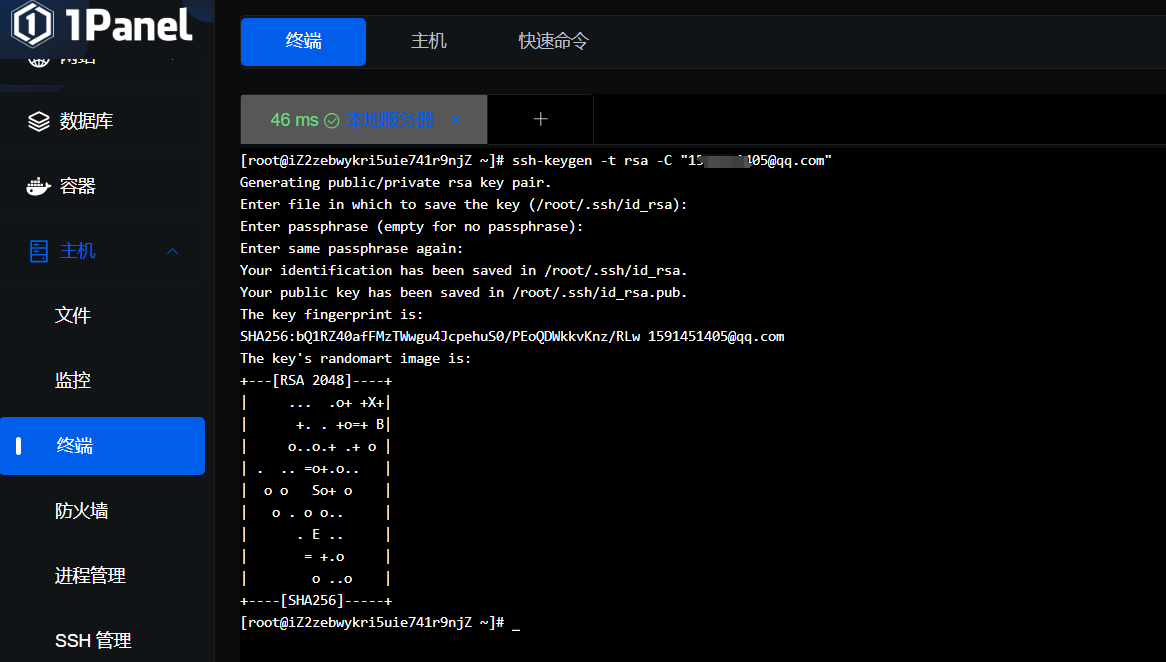 1Panel
数据库
容器
主机
文件
监控
终端
防火墙
进程管理
SSH 管理
终端 主机 快速命令
46 ms 本地服务器 × +
[root@iZ2zebwykri5uie741r9njZ ~]# ssh-keygen -t rsa -C "15 405@qq.com"
Generating public/private rsa key pair.
Enter file in which to save the key (/root/.ssh/id_rsa):
Enter passphrase (empty for no passphrase):
Enter same passphrase again:
Your identification has been saved in /root/.ssh/id_rsa.
Your public key has been saved in /root/.ssh/id_rsa.pub.
The key fingerprint is:
SHA256:bQ1RZ40afFMzTWwgu4JcpehuS0/PEoQDWkkvKnz/RLw 1591451405@qq.com
The key's randomart image is:
+---[RSA 2048]----+
|     ...  .o+ +X+|
|      +. . +o=+ B|
|     o..o.+ .+ o |
| .  .. =o+.o..   |
|  o o   So+ o    |
|   o . o o..     |
|      . E ..     |
|       = +.o     |
|        o ..o    |
+----[SHA256]-----+
[root@iZ2zebwykri5uie741r9njZ ~]# _